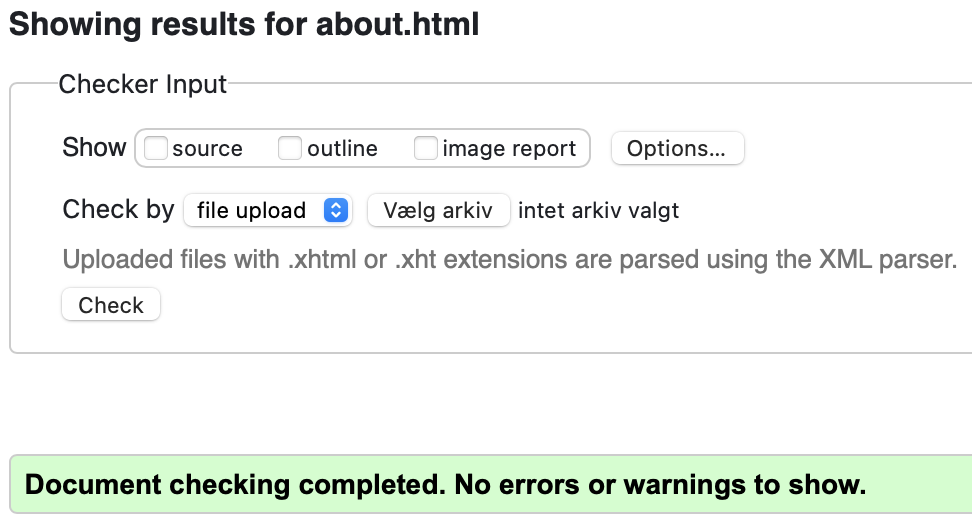 Showing results for about.html
Checker Input
Show source outline image report Options...
Check by file upload Vælg arkiv intet arkiv valgt
Uploaded files with .xhtml or .xht extensions are parsed using the XML parser.
Check
Document checking completed. No errors or warnings to show.